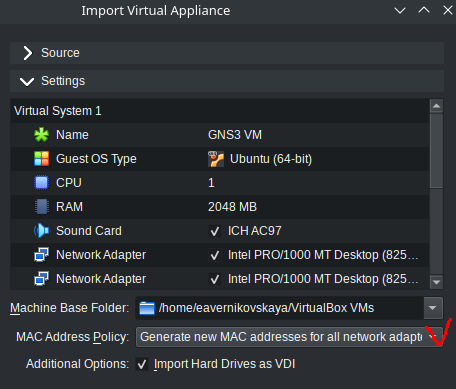 Import Virtual Appliance
Source
Settings
Virtual System 1
Name GNS3 VM
Guest OS Type Ubuntu (64-bit)
CPU 1
RAM 2048 MB
Sound Card ICH AC97
Network Adapter Intel PRO/1000 MT Desktop (825...
Network Adapter Intel PRO/1000 MT Desktop (825...
Machine Base Folder: /home/eavernikovskaya/VirtualBox VMs
MAC Address Policy: Generate new MAC addresses for all network adapt
Additional Options: Import Hard Drives as VDI